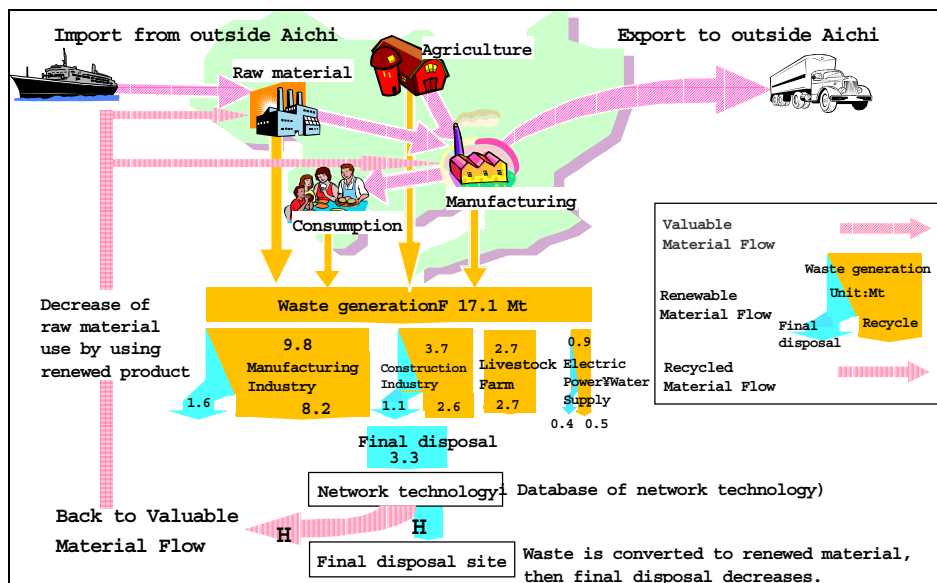 Import from outside Aichi
Agriculture
Export to outside Aichi
Raw material
Manufacturing
Consumption
Valuable
Material Flow
Waste generation
Renewable
Material Flow
Unit:Mt
Final
disposal
Recycle
Recycled
Material Flow
Decrease of
raw material
use by using
renewed product
Waste generationF 17.1 Mt
9.8
Manufacturing
Industry
1.6
8.2
3.7
Construction
Industry
1.1
2.6
2.7
Livestock
Farm
2.7
0.9
Electric
Power¥Water
Supply
0.4
0.5
Final disposal
3.3
Network technologyi Database of network technology)
Back to Valuable
Material Flow
H
H
Final disposal site
Waste is converted to renewed material,
then final disposal decreases.